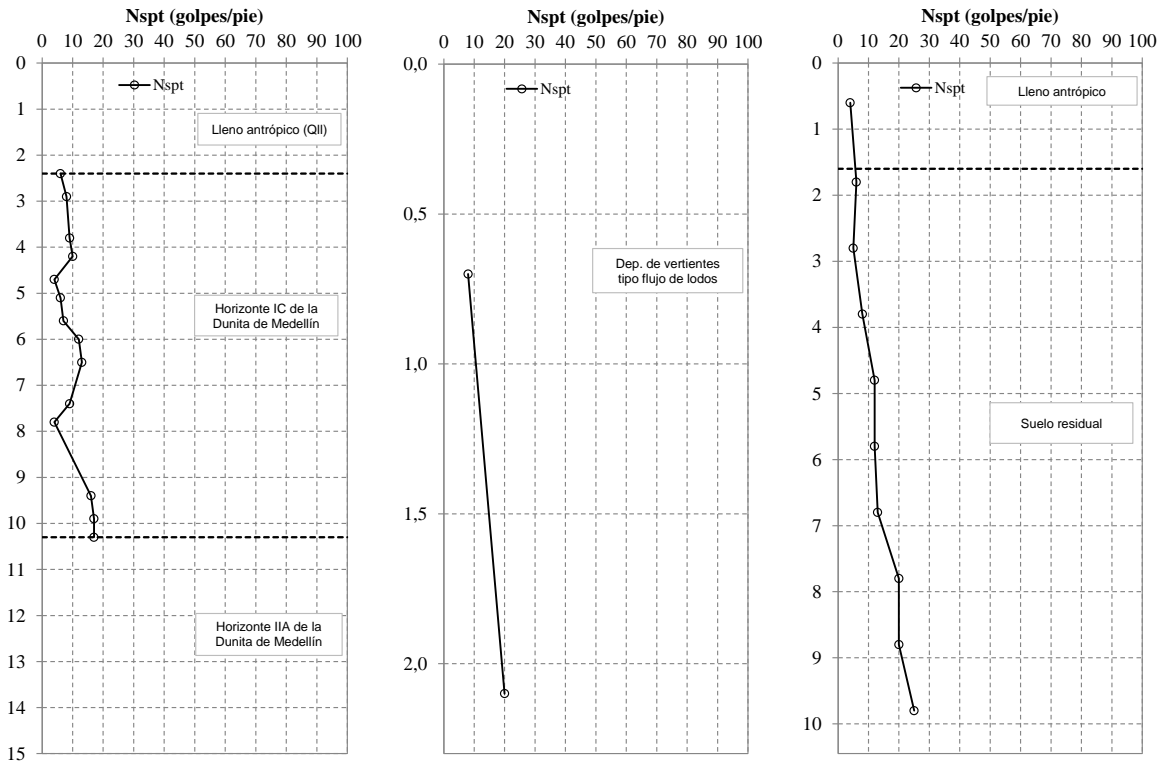 Nspt (golpes/pie)
0 10 20 30 40 50 60 70 80 90 100
Nspt
0
1
2
3
4
5
6
7
8
9
10
11
12
13
14
15
Lleno antrópico (Qll)
Horizonte IC de la
Dunita de Medellín
Horizonte IIA de la
Dunita de Medellín
Nspt (golpes/pie)
0 10 20 30 40 50 60 70 80 90 100
Nspt
0,0
0,5
1,0
1,5
2,0
Dep. de vertientes
tipo flujo de lodos
Nspt (golpes/pie)
0 10 20 30 40 50 60 70 80 90 100
Nspt
0
1
2
3
4
5
6
7
8
9
10
Lleno antrópico
Suelo residual